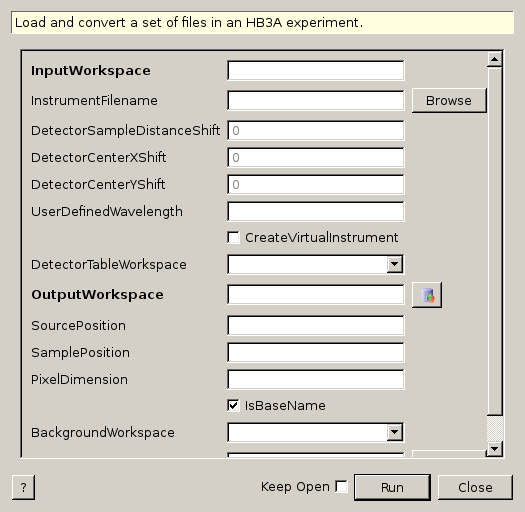 Load and convert a set of files in an HB3A experiment.
InputWorkspace
InstrumentFilename Browse
DetectorSampleDistanceShift 0
DetectorCenterXShift 0
DetectorCenterYShift 0
UserDefinedWavelength
CreateVirtualInstrument
DetectorTableWorkspace
OutputWorkspace
SourcePosition
SamplePosition
PixelDimension
IsBaseName
BackgroundWorkspace
? Keep Open Run Close